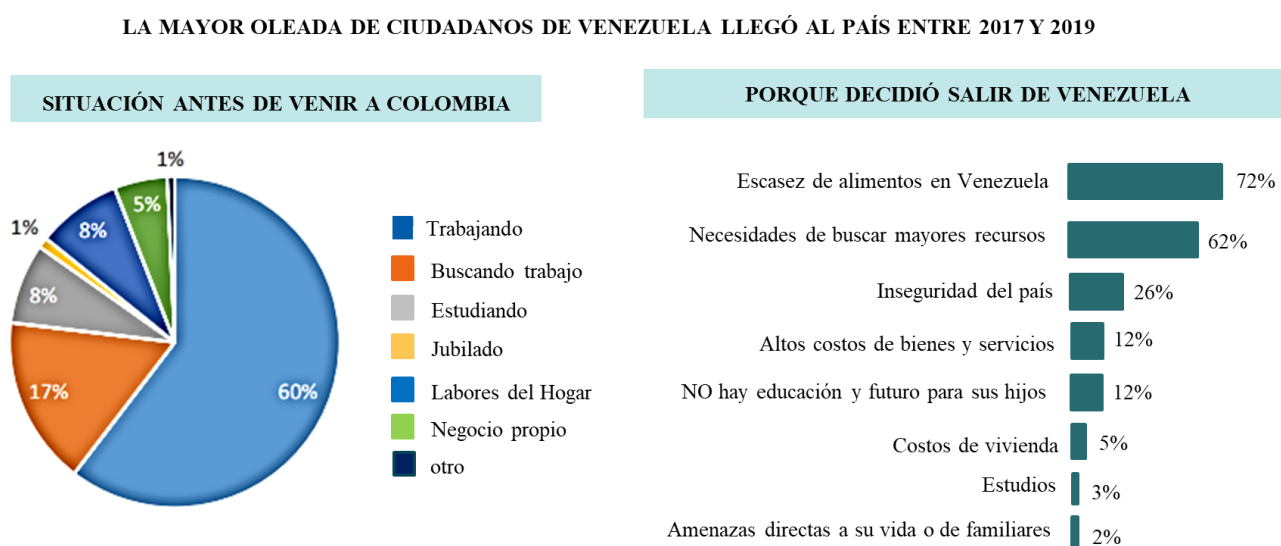 LA MAYOR OLEADA DE CIUDADANOS DE VENEZUELA LLEGÓ AL PAÍS ENTRE 2017 Y 2019
SITUACIÓN ANTES DE VENIR A COLOMBIA
1%
5%
8%
1%
8%
17%
60%
Trabajando
Buscando trabajo
Estudiando
Jubilado
Labores del Hogar
Negocio propio
otro
PORQUE DECIDIÓ SALIR DE VENEZUELA
Escasez de alimentos en Venezuela 72%
Necesidades de buscar mayores recursos 62%
Inseguridad del país 26%
Altos costos de bienes y servicios 12%
NO hay educación y futuro para sus hijos 12%
Costos de vivienda 5%
Estudios 3%
Amenazas directas a su vida o de familiares 2%